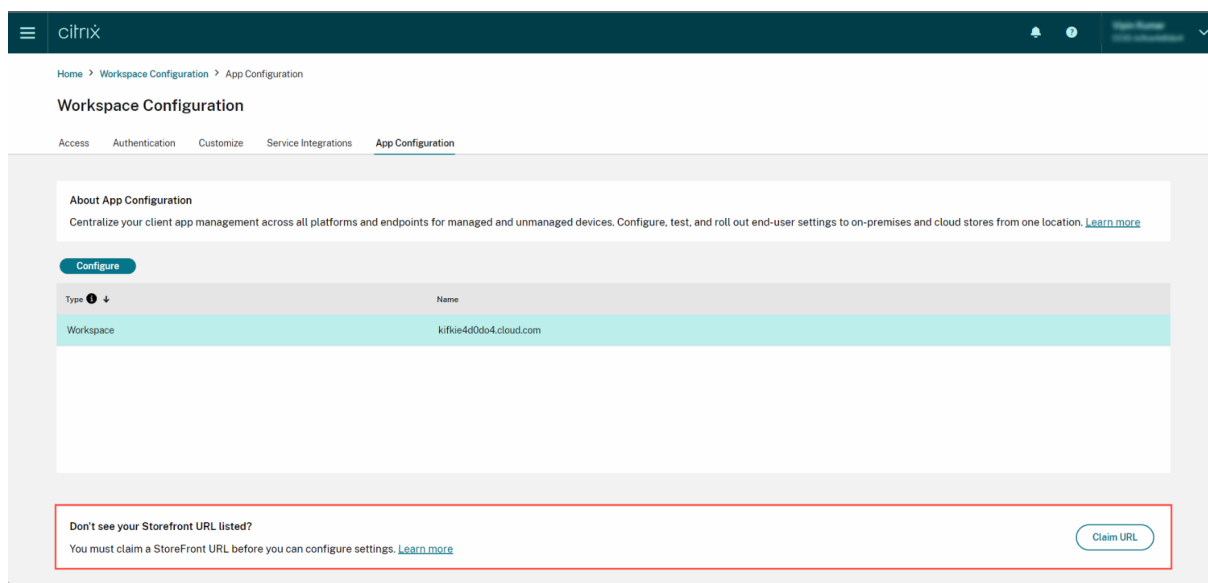 citrix
Home > Workspace Configuration > App Configuration
Workspace Configuration
Access Authentication Customize Service Integrations App Configuration
About App Configuration
Centralize your client app management across all platforms and endpoints for managed and unmanaged devices. Configure, test, and roll out end-user settings to on-premises and cloud stores from one location. Learn more
Configure
Type Name
Workspace kifkie4d0do4.cloud.com
Don't see your Storefront URL listed?
You must claim a StoreFront URL before you can configure settings. Learn more
Claim URL